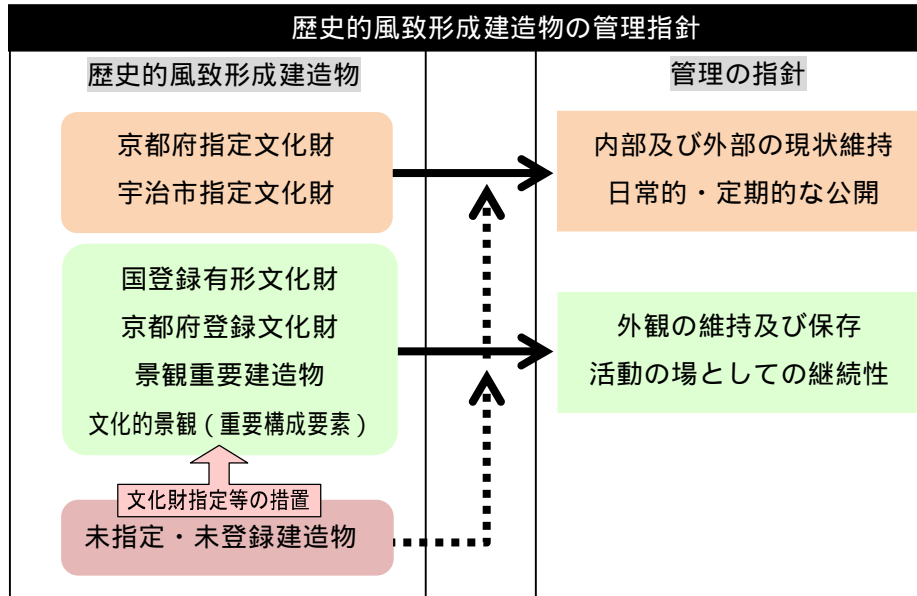 歴史的風致形成建造物の管理指針
歴史的風致形成建造物
管理の指針
京都府指定文化財
宇治市指定文化財
内部及び外部の現状維持
日常的・定期的な公開
国登録有形文化財
京都府登録文化財
景観重要建造物
文化的景観(重要構成要素)
外観の維持及び保存
活動の場としての継続性
文化財指定等の措置
未指定・未登録建造物